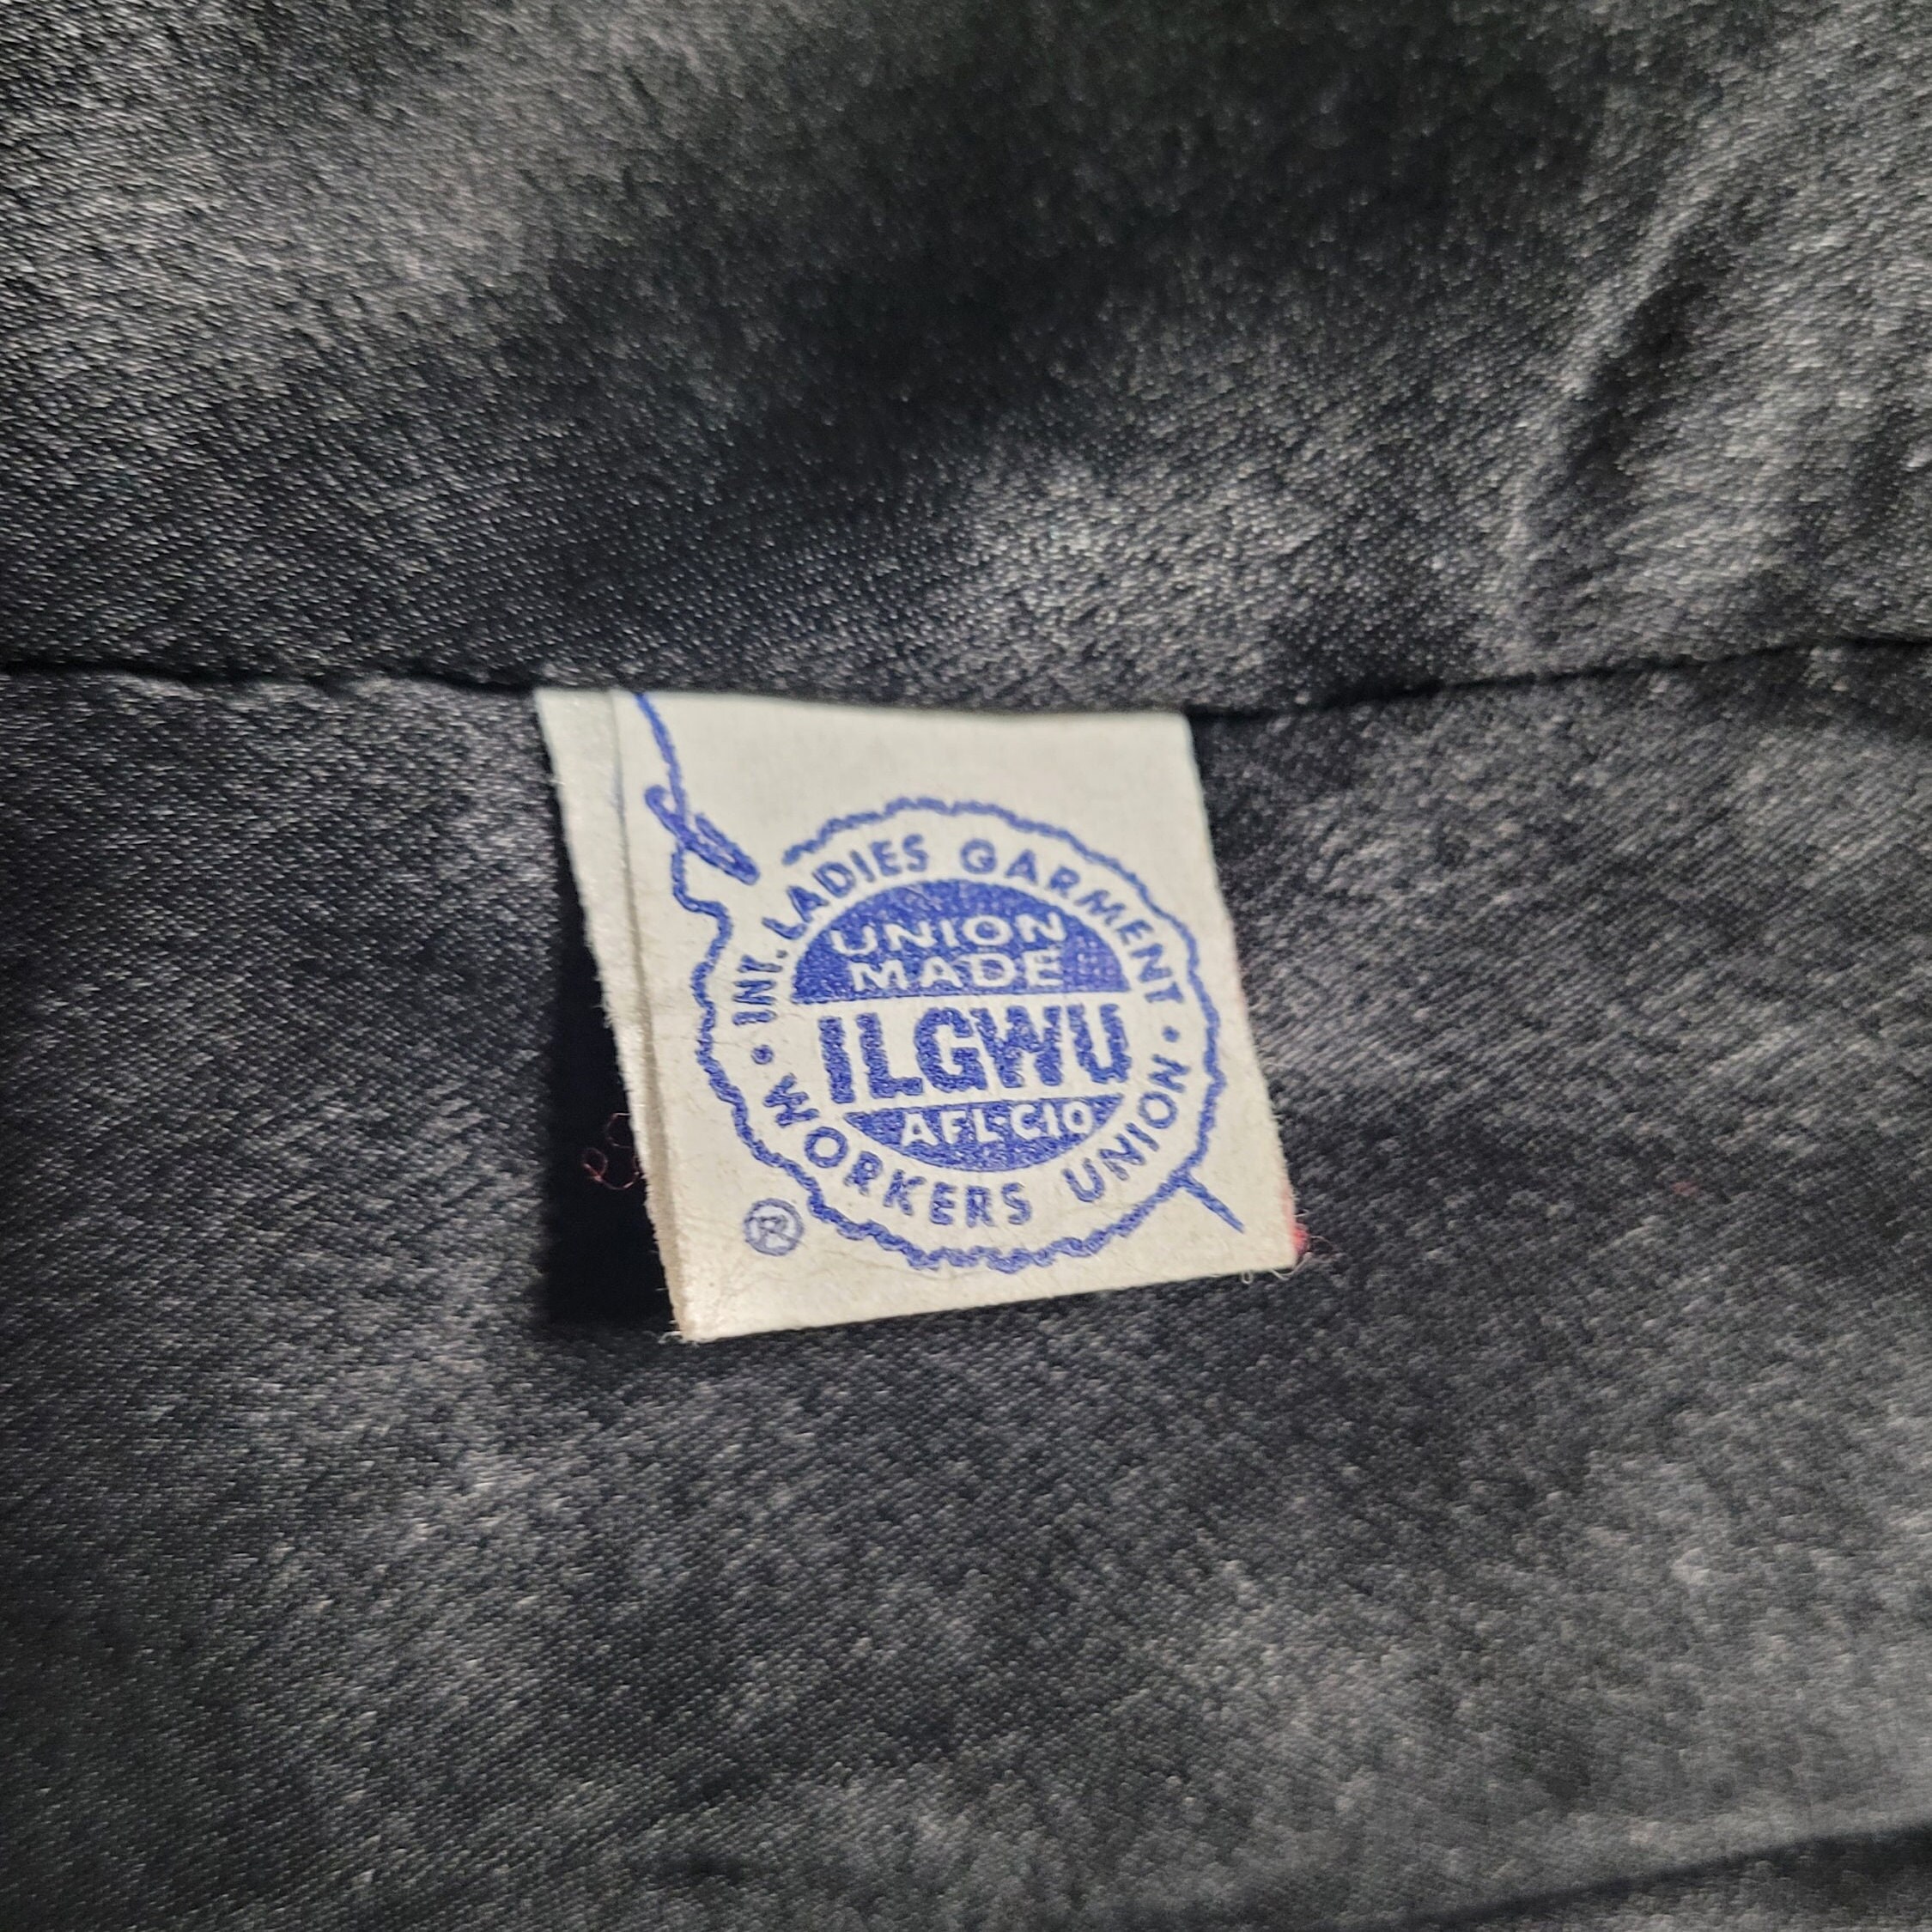 • INT. LADIES GARMENT •
UNION
MADE
ILGWU
AFL-CIO
WORKERS UNION
®